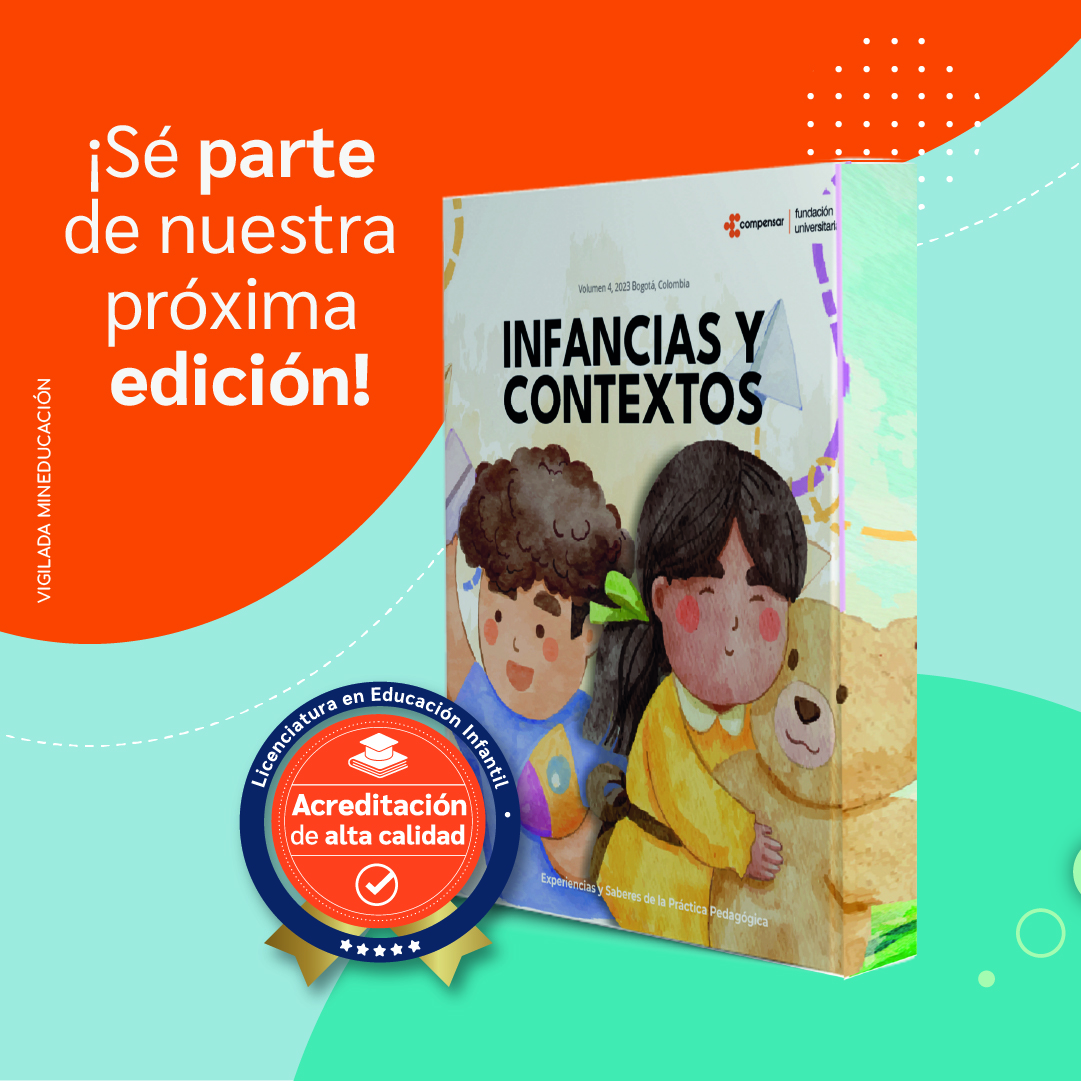 ¡Sé parte
de nuestra
próxima
edición!
VIGILADA MINEDUCACIÓN
compensar
fundación
universitaria
Volumen 4, 2023 Bogotá, Colombia
INFANCIAS Y
CONTEXTOS
Experiencias y Saberes de la Práctica Pedagógica
Licenciatura en Educación Infantil
Acreditación
de alta calidad